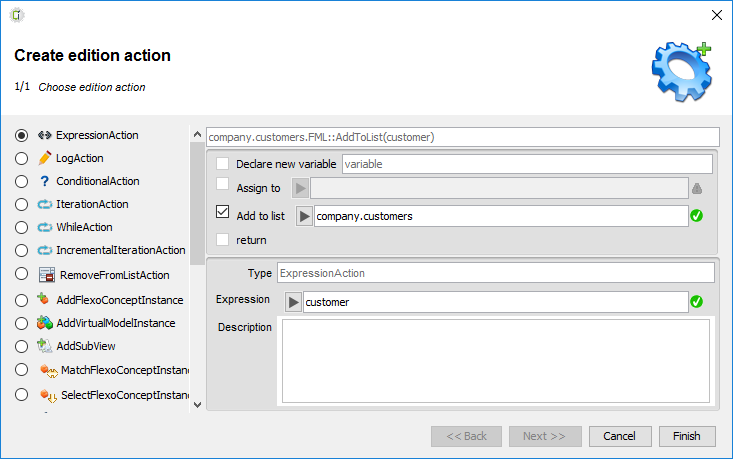 Create edition action
1/1 Choose edition action
ExpressionAction
LogAction
ConditionalAction
IterationAction
WhileAction
IncrementalIterationAction
RemoveFromListAction
AddFlexoConceptInstance
AddVirtualModelInstance
AddSubView
MatchFlexoConceptInstanc
SelectFlexoConceptInstanc
company.customers.FML::AddToList(customer)
Declare new variable variable
Assign to
Add to list company.customers
return
Type ExpressionAction
Expression customer
Description
<< Back Next >> Cancel Finish